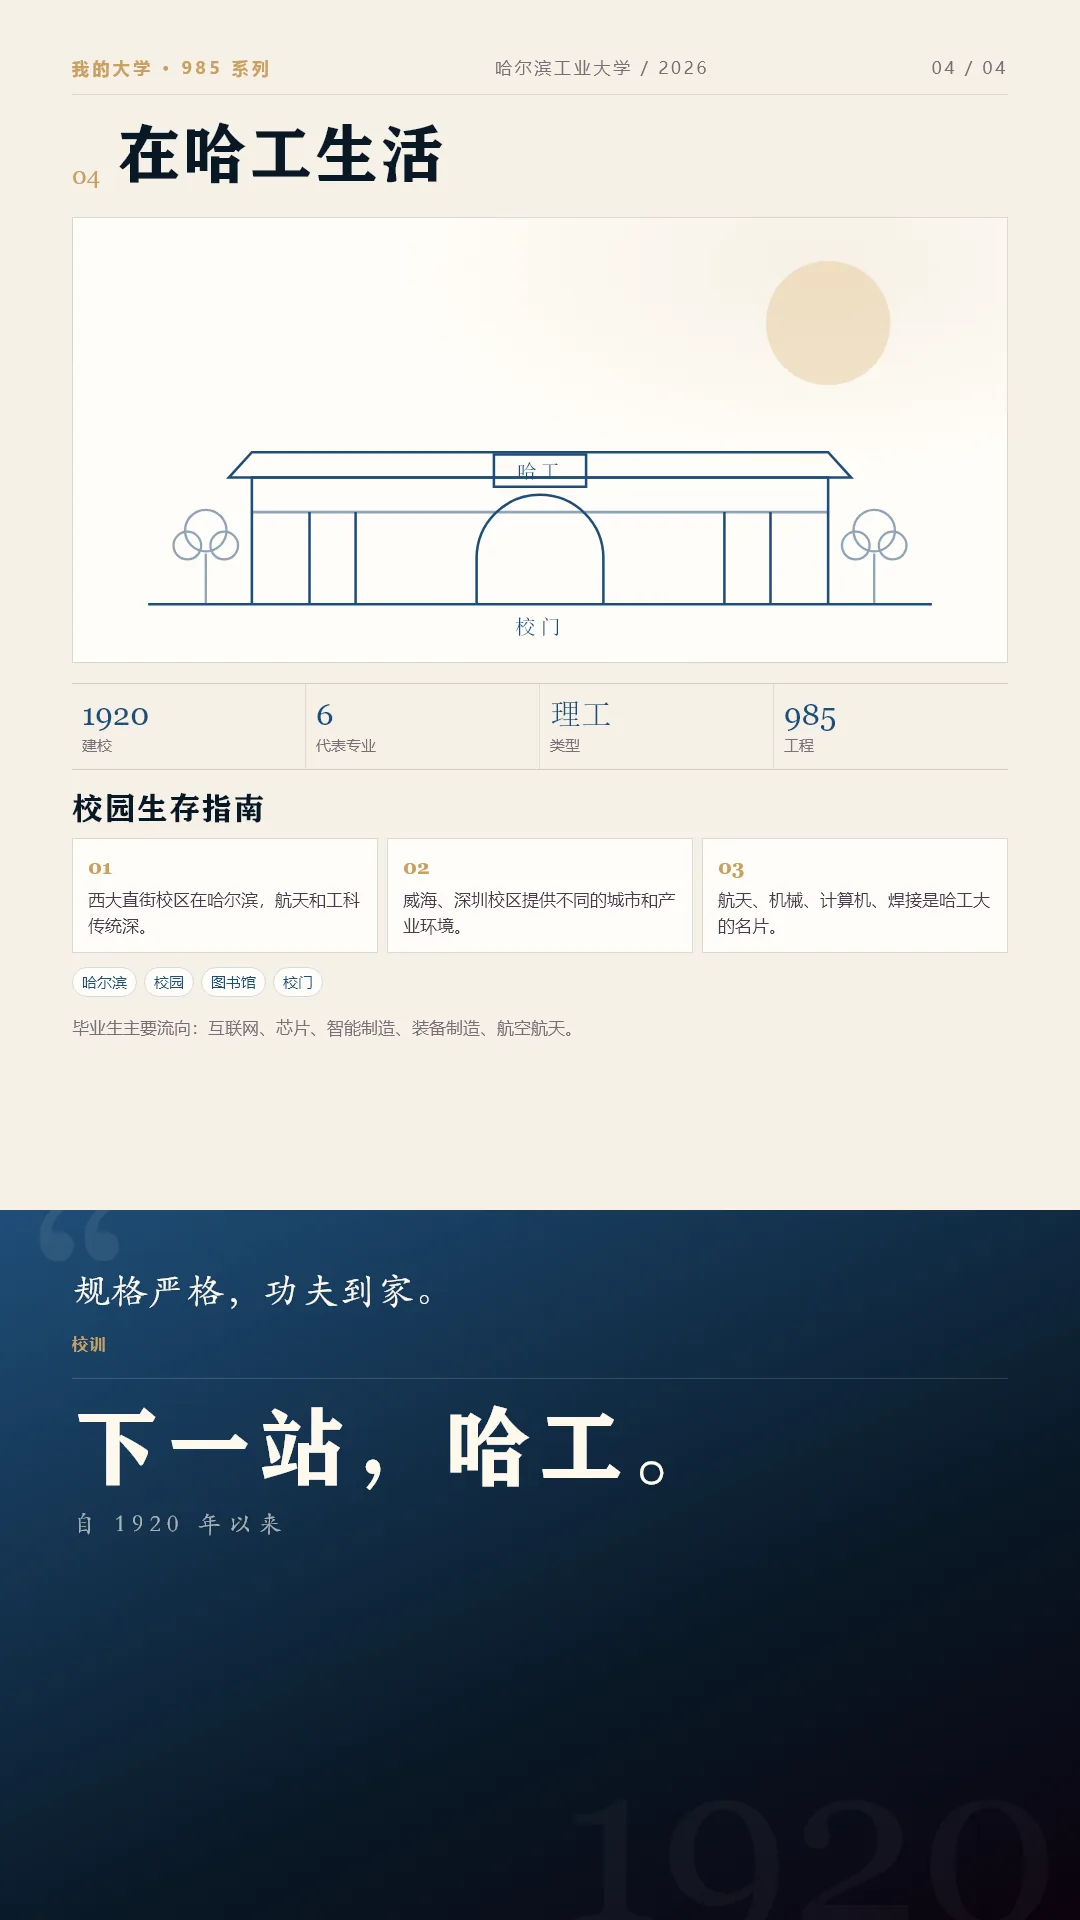 我的大学 · 985 系列
哈尔滨工业大学 / 2026
04 / 04
04 在哈工生活
哈工
校门
1920
建校
6
代表专业
理工
类型
985
工程
校园生存指南
01
西大直街校区在哈尔滨，航天和工科
传统深。
02
威海、深圳校区提供不同的城市和产
业环境。
03
航天、机械、计算机、焊接是哈工大
的名片。
哈尔滨
校园
图书馆
校门
毕业生主要流向：互联网、芯片、智能制造、装备制造、航空航天。
“
规格严格，功夫到家。
校训
下一站，哈工。
自 1920 年以来
1920